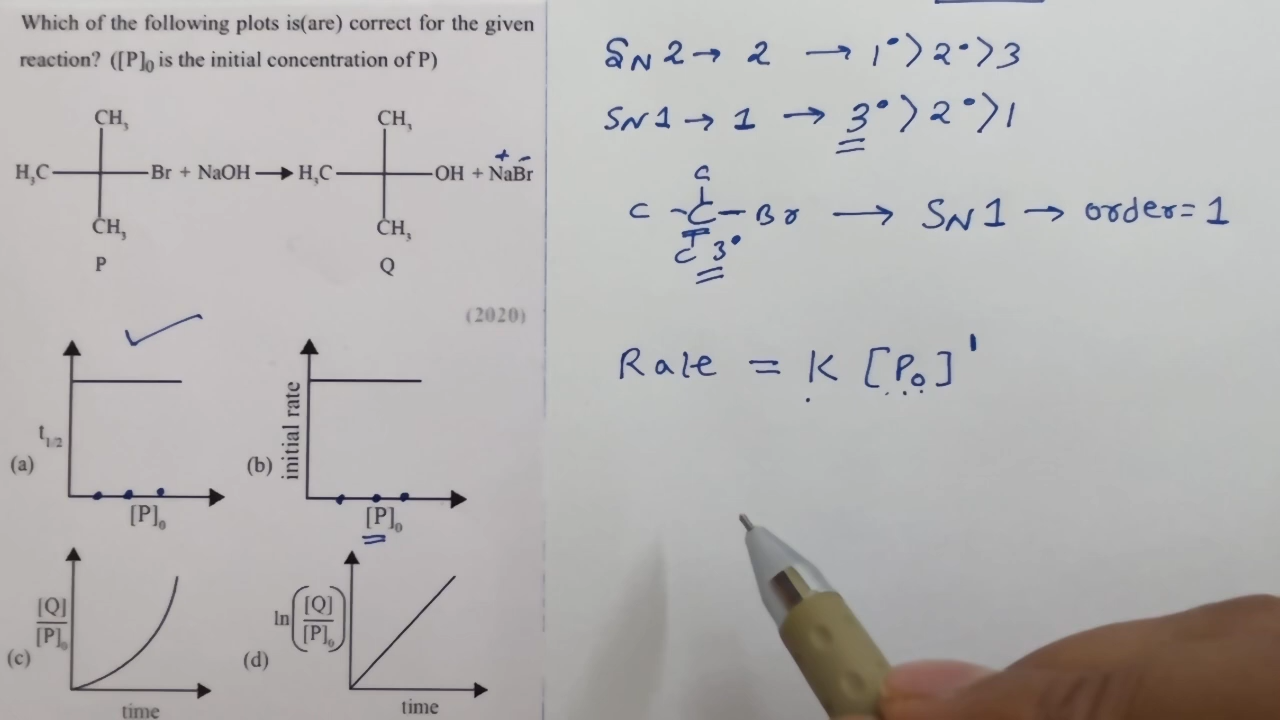 Which of the following plots is(are) correct for the given
reaction? ([P]₀ is the initial concentration of P)
CH₃
H₃C Br + NaOH → H₃C OH + NaBr
+ -
CH₃
CH₃
CH₃
P
Q
(2020)
(a)
t₁/₂
[P]₀
(b)
initial rate
[P]₀
(c)
[Q]
[P]₀
time
(d)
ln([Q]
[P]₀)
time
SN2 → 2 → 1° > 2° > 3
SN1 → 1 → 3° > 2° > 1
C
C - C - Br → SN1 → order = 1
C 3°
Rate = K [P₀]¹